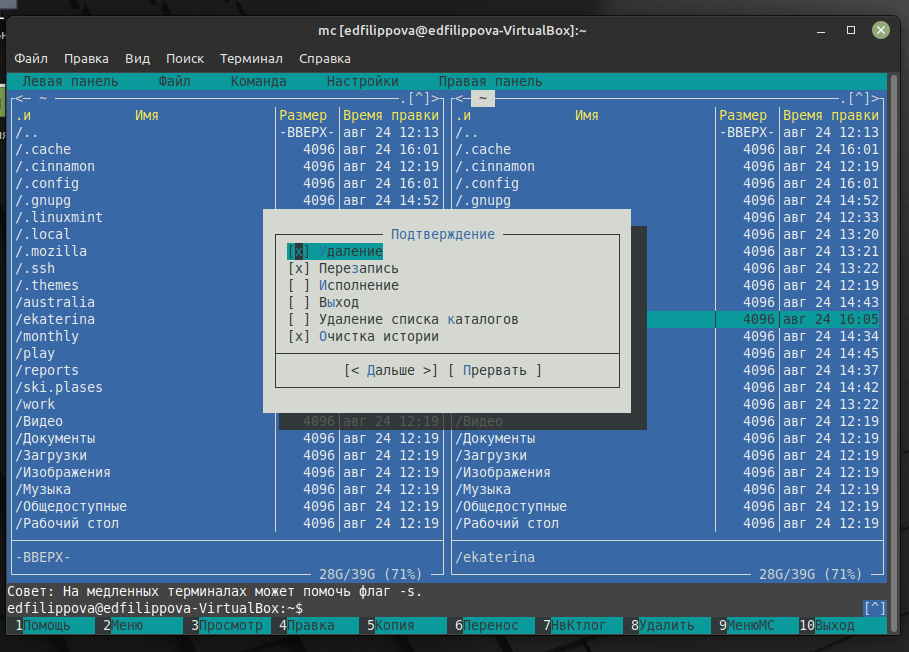 mc [edfilippova@edfilippova-VirtualBox]:~
Файл Правка Вид Поиск Терминал Справка
Левая панель Файл Команда Настройки Правая панель
<— ~ .[^]> <— ~ .[^]>
.и Имя Размер Время правки .и Имя Размер Время правки
/.. -ВВЕРХ- авг 24 12:13 /.. -ВВЕРХ- авг 24 12:13
/.cache 4096 авг 24 16:01 /.cache 4096 авг 24 16:01
/.cinnamon 4096 авг 24 12:19 /.cinnamon 4096 авг 24 12:19
/.config 4096 авг 24 16:01 /.config 4096 авг 24 16:01
/.gnupg 4096 авг 24 14:52 /.gnupg 4096 авг 24 14:52
/.linuxmint 4096 авг 24 12:33
/.local Подтверждение 4096 авг 24 13:20
/.mozilla [x] Удаление 4096 авг 24 13:21
/.ssh [x] Перезапись 4096 авг 24 13:22
/.themes [ ] Исполнение 4096 авг 24 12:19
/australia [ ] Выход 4096 авг 24 14:43
/ekaterina [ ] Удаление списка каталогов 4096 авг 24 16:05
/monthly [x] Очистка истории 4096 авг 24 14:34
/play 4096 авг 24 14:45
/reports [< Дальше >] [ Прервать ] 4096 авг 24 14:37
/ski.plases 4096 авг 24 14:42
/work 4096 авг 24 13:22
/Видео 4096 авг 24 12:19 /Видео 4096 авг 24 12:19
/Документы 4096 авг 24 12:19 /Документы 4096 авг 24 12:19
/Загрузки 4096 авг 24 12:19 /Загрузки 4096 авг 24 12:19
/Изображения 4096 авг 24 12:19 /Изображения 4096 авг 24 12:19
/Музыка 4096 авг 24 12:19 /Музыка 4096 авг 24 12:19
/Общедоступные 4096 авг 24 12:19 /Общедоступные 4096 авг 24 12:19
/Рабочий стол 4096 авг 24 12:19 /Рабочий стол 4096 авг 24 12:19
-ВВЕРХ- /ekaterina
28G/39G (71%) 28G/39G (71%)
Совет: На медленных терминалах может помочь флаг -s.
edfilippova@edfilippova-VirtualBox:~$ [^]
1Помощь 2Меню 3Просмотр 4Правка 5Копия 6Перенос 7НвКтлог 8Удалить 9МенюMC 10Выход